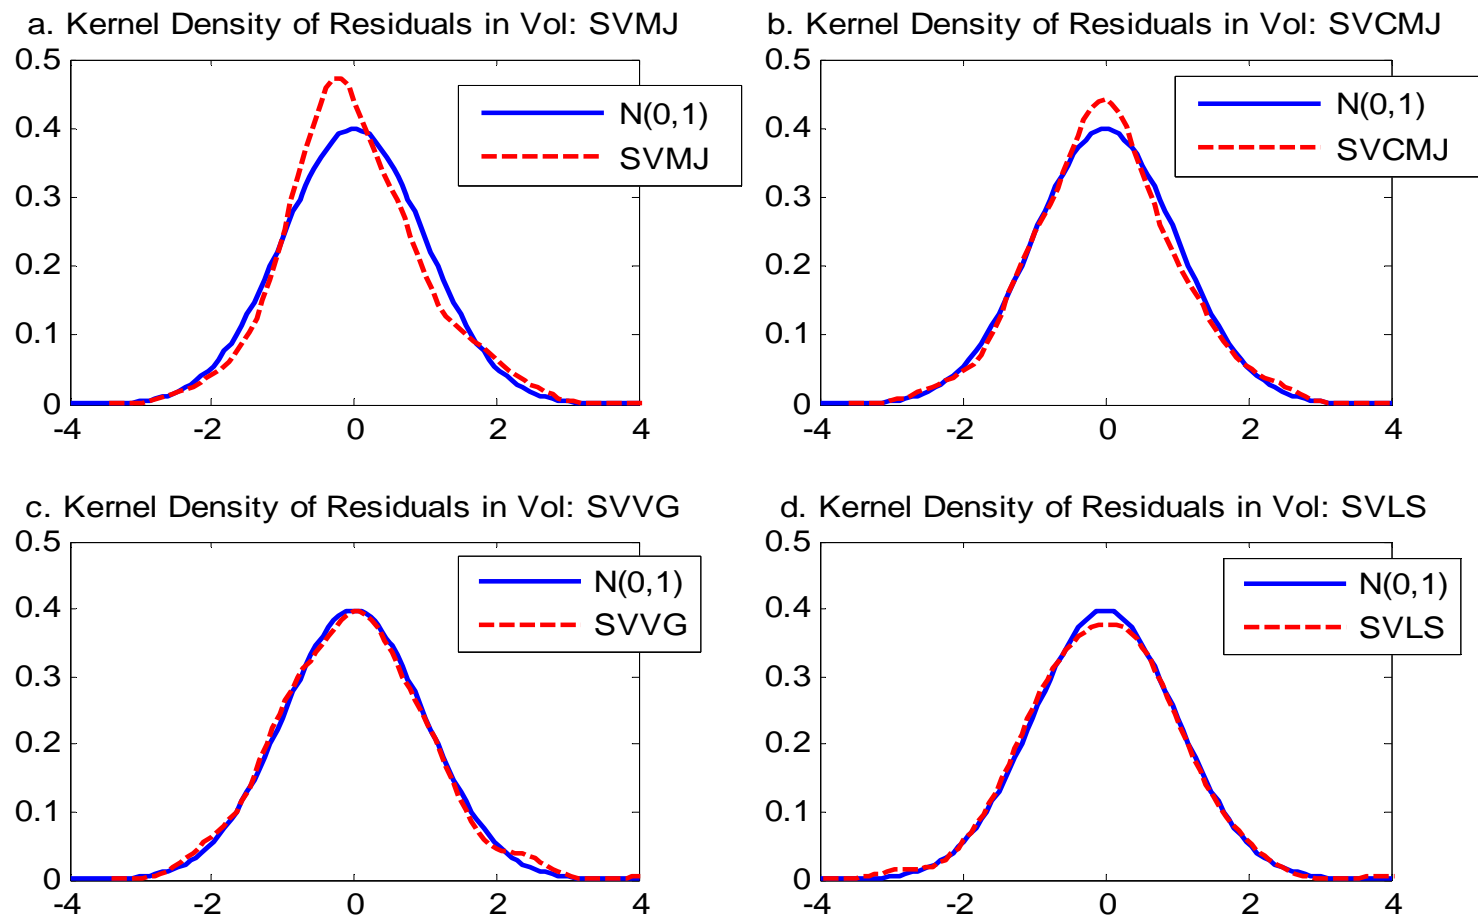 a. Kernel Density of Residuals in Vol: SVMJ
0.5
0.4
0.3
0.2
0.1
0
-4 -2 0 2 4
N(0,1)
SVMJ
b. Kernel Density of Residuals in Vol: SVCMJ
0.5
0.4
0.3
0.2
0.1
0
-4 -2 0 2 4
N(0,1)
SVCMJ
c. Kernel Density of Residuals in Vol: SVVG
0.5
0.4
0.3
0.2
0.1
0
-4 -2 0 2 4
N(0,1)
SVVG
d. Kernel Density of Residuals in Vol: SVLS
0.5
0.4
0.3
0.2
0.1
0
-4 -2 0 2 4
N(0,1)
SVLS